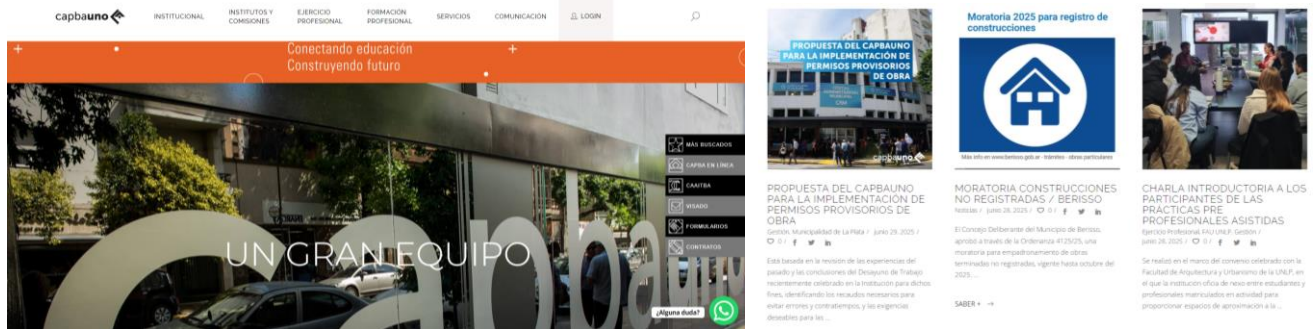 capbauno
INSTITUCIONAL
INSTITUTOS Y
COMISIONES
EJERCICIO
PROFESIONAL
FORMACIÓN
PROFESIONAL
SERVICIOS
COMUNICACIÓN
LOGIN
Conectando educación
Construyendo futuro
UN GRAN EQUIPO
MÁS BUSCADOS
CAPBA EN LÍNEA
CAAITBA
VISADO
FORMULARIOS
CONTRATOS
¿Alguna duda?
PROPUESTA DEL CAPBAUNO
PARA LA IMPLEMENTACIÓN DE
PERMISOS PROVISORIOS
DE OBRA
capbauno
PROPUESTA DEL CAPBAUNO
PARA LA IMPLEMENTACIÓN DE
PERMISOS PROVISORIOS DE
OBRA
Gestión, Municipalidad de La Plata / junio 29, 2025 /
0 /
Está basada en la revisión de las experiencias del
pasado y las conclusiones del Desayuno de Trabajo
recientemente celebrado en la Institución para dichos
fines, identificando los recaudos necesarios para
evitar errores y contratiempos, y las exigencias
deseables para las ...
Moratoria 2025 para registro de
construcciones
Más info en www.berisso.gob.ar - trámites - obras particulares
MORATORIA CONSTRUCCIONES
NO REGISTRADAS / BERISSO
Noticias / junio 28, 2025 / 0 /
El Concejo Deliberante del Municipio de Berisso,
aprobó a través de la Ordenanza 4125/25, una
moratoria para empadronamiento de obras
terminadas no registradas, vigente hasta octubre del
2025. ...
SABER + →
CHARLA INTRODUCTORIA A LOS
PARTICIPANTES DE LAS
PRÁCTICAS PRE
PROFESIONALES ASISTIDAS
Ejercicio Profesional, FAU UNLP, Gestión /
junio 28, 2025 / 0 /
Se realizó en el marco del convenio celebrado con la
Facultad de Arquitectura y Urbanismo de la UNLP, en
el que la institución oficia de nexo entre estudiantes y
profesionales matriculados en actividad para
proporcionar espacios de aproximación a la ...